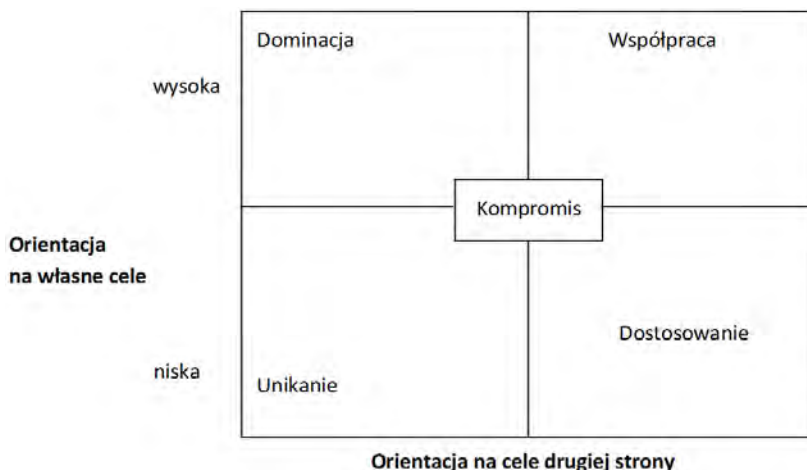 Dominacja
Współpraca
wysoka
Kompromis
Orientacja
na własne cele
Dostosowanie
niska
Unikanie
Orientacja na cele drugiej strony